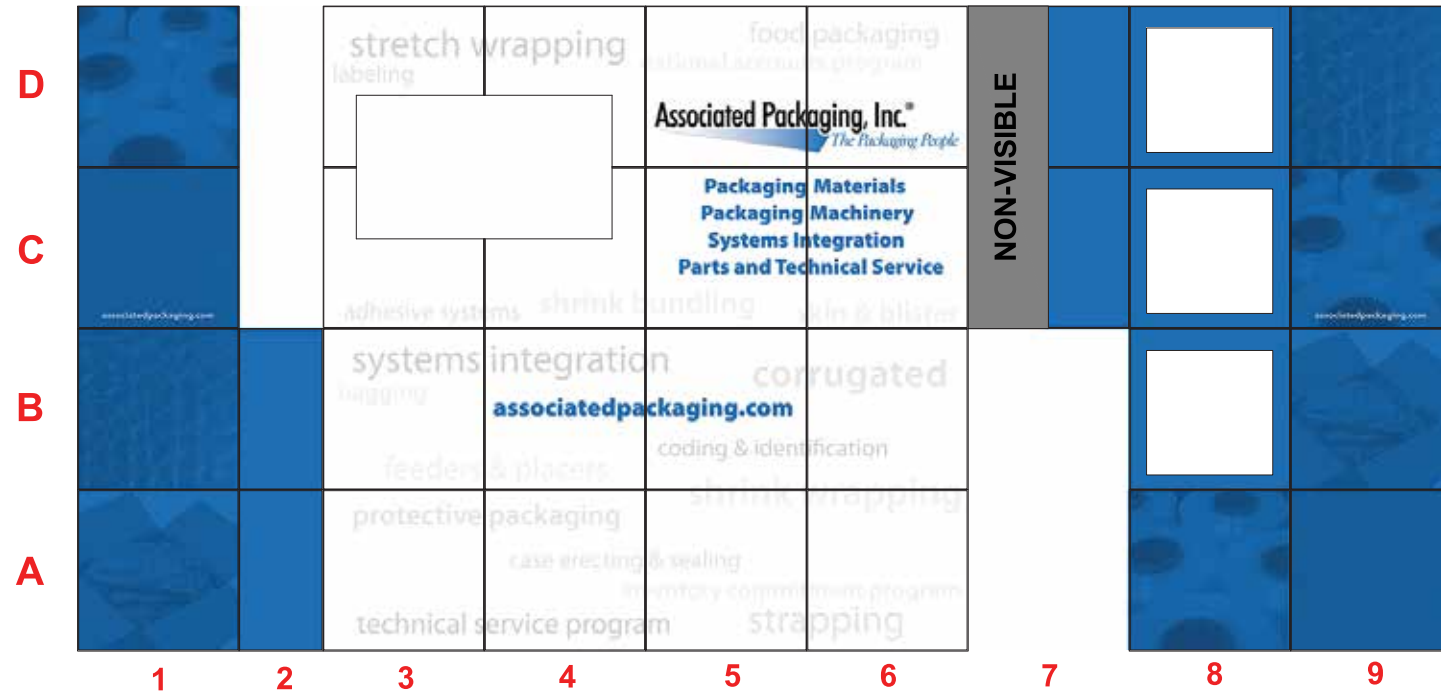 D
stretch wrapping
food packaging
labeling
national accounts program
NON-VISIBLE
Associated Packaging, Inc.®
The Packaging People
C
Packaging Materials
Packaging Machinery
Systems Integration
Parts and Technical Service
associatedpackaging.com
adhesive systems
shrink bundling
skin & blister
associatedpackaging.com
B
systems integration
corrugated
bagging
associatedpackaging.com
coding & identification
feeders & placers
shrink wrapping
A
protective packaging
case erecting & sealing
inventory commitment program
technical service program
strapping
1 2 3 4 5 6 7 8 9